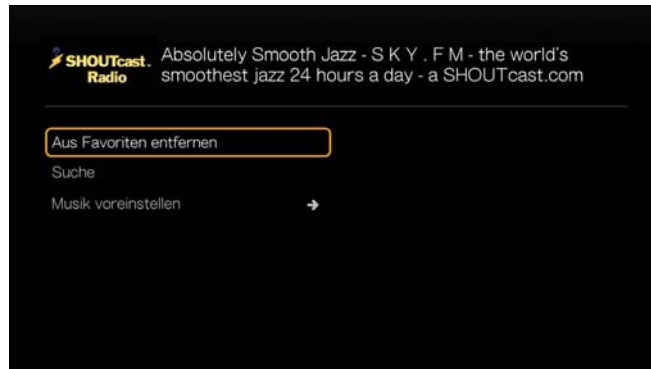 SHOUTcast.
Radio
Absolutely Smooth Jazz - S K Y . F M - the world's
smoothest jazz 24 hours a day - a SHOUTcast.com
Aus Favoriten entfernen
Suche
Musik voreinstellen